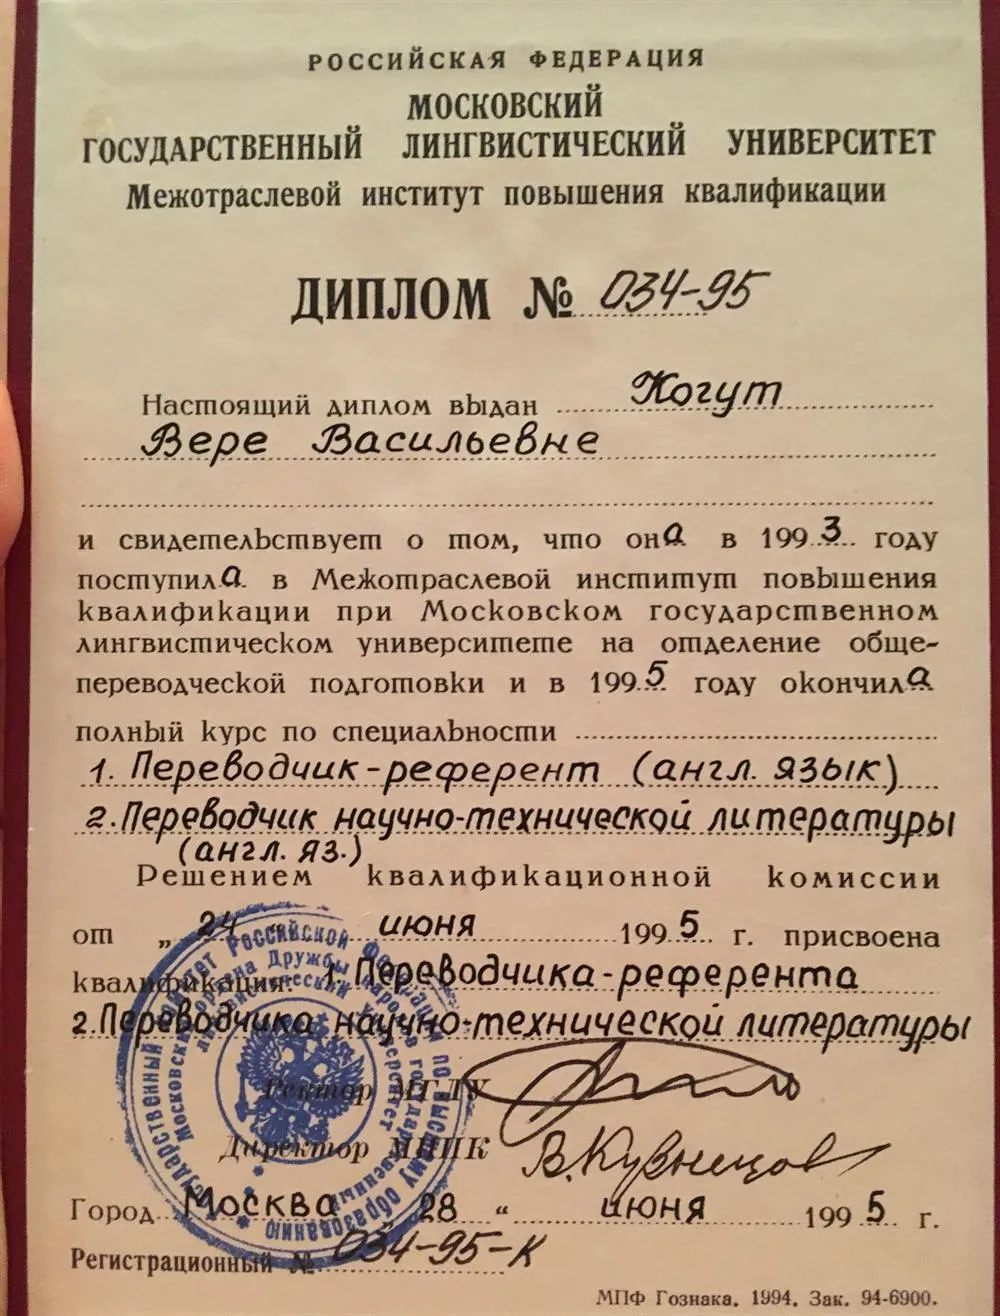 РОССИЙСКАЯ ФЕДЕРАЦИЯ
МОСКОВСКИЙ
ГОСУДАРСТВЕННЫЙ ЛИНГВИСТИЧЕСКИЙ УНИВЕРСИТЕТ
Межотраслевой институт повышения квалификации
ДИПЛОМ № 034-95
Настоящий диплом выдан Когут
Вере Васильевне
и свидетельствует о том, что она в 1993 году
поступила в Межотраслевой институт повышения
квалификации при Московском государственном
лингвистическом университете на отделение обще-
переводческой подготовки и в 1995 году окончила
полный курс по специальности
1. Переводчик-референт (англ. язык)
2. Переводчик научно-технической литературы
(англ. яз.)
Решением квалификационной комиссии
от „24“ июня 1995 г. присвоена
квалификация: 1. Переводчика-референта
2. Переводчика научно-технической литературы
Ректор МГЛУ
Директор МИПК В.Кузнецов
Город Москва „28“ июня 1995 г.
Регистрационный № 034-95-К
МПФ Гознака. 1994. Зак. 94-6900.